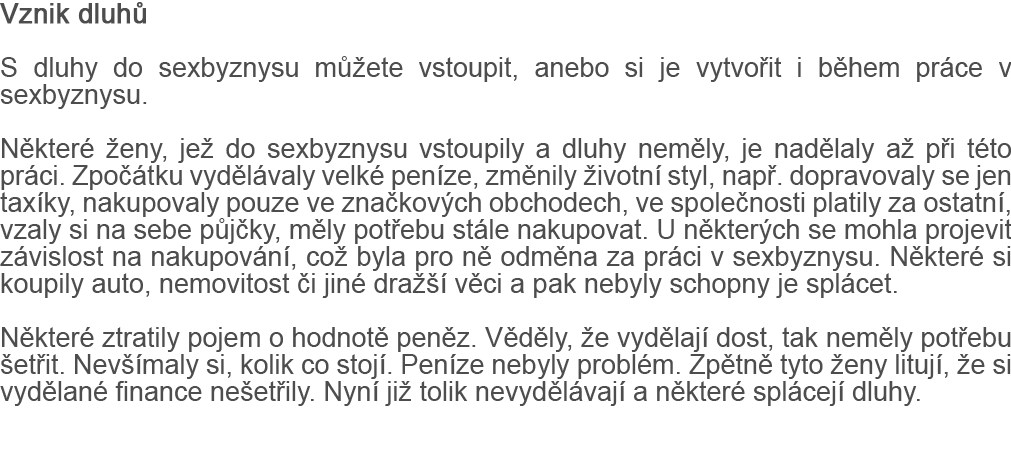 Vznik dluhů
S dluhy do sexbyznysu můžete vstoupit, anebo si je vytvořit i během práce v
sexbyznysu.
Některé ženy, jež do sexbyznysu vstoupily a dluhy neměly, je nadělaly až při této
práci. Zpočátku vydělávaly velké peníze, změnily životní styl, např. dopravovaly se jen
taxíky, nakupovaly pouze ve značkových obchodech, ve společnosti platily za ostatní,
vzaly si na sebe půjčky, měly potřebu stále nakupovat. U některých se mohla projevit
závislost na nakupování, což byla pro ně odměna za práci v sexbyznysu. Některé si
koupily auto, nemovitost či jiné dražší věci a pak nebyly schopny je splácet.
Některé ztratily pojem o hodnotě peněz. Věděly, že vydělají dost, tak neměly potřebu
šetřit. Nevšímaly si, kolik co stojí. Peníze nebyly problém. Zpětně tyto ženy litují, že si
vydělané finance nešetřily. Nyní již tolik nevydělávají a některé splácejí dluhy.